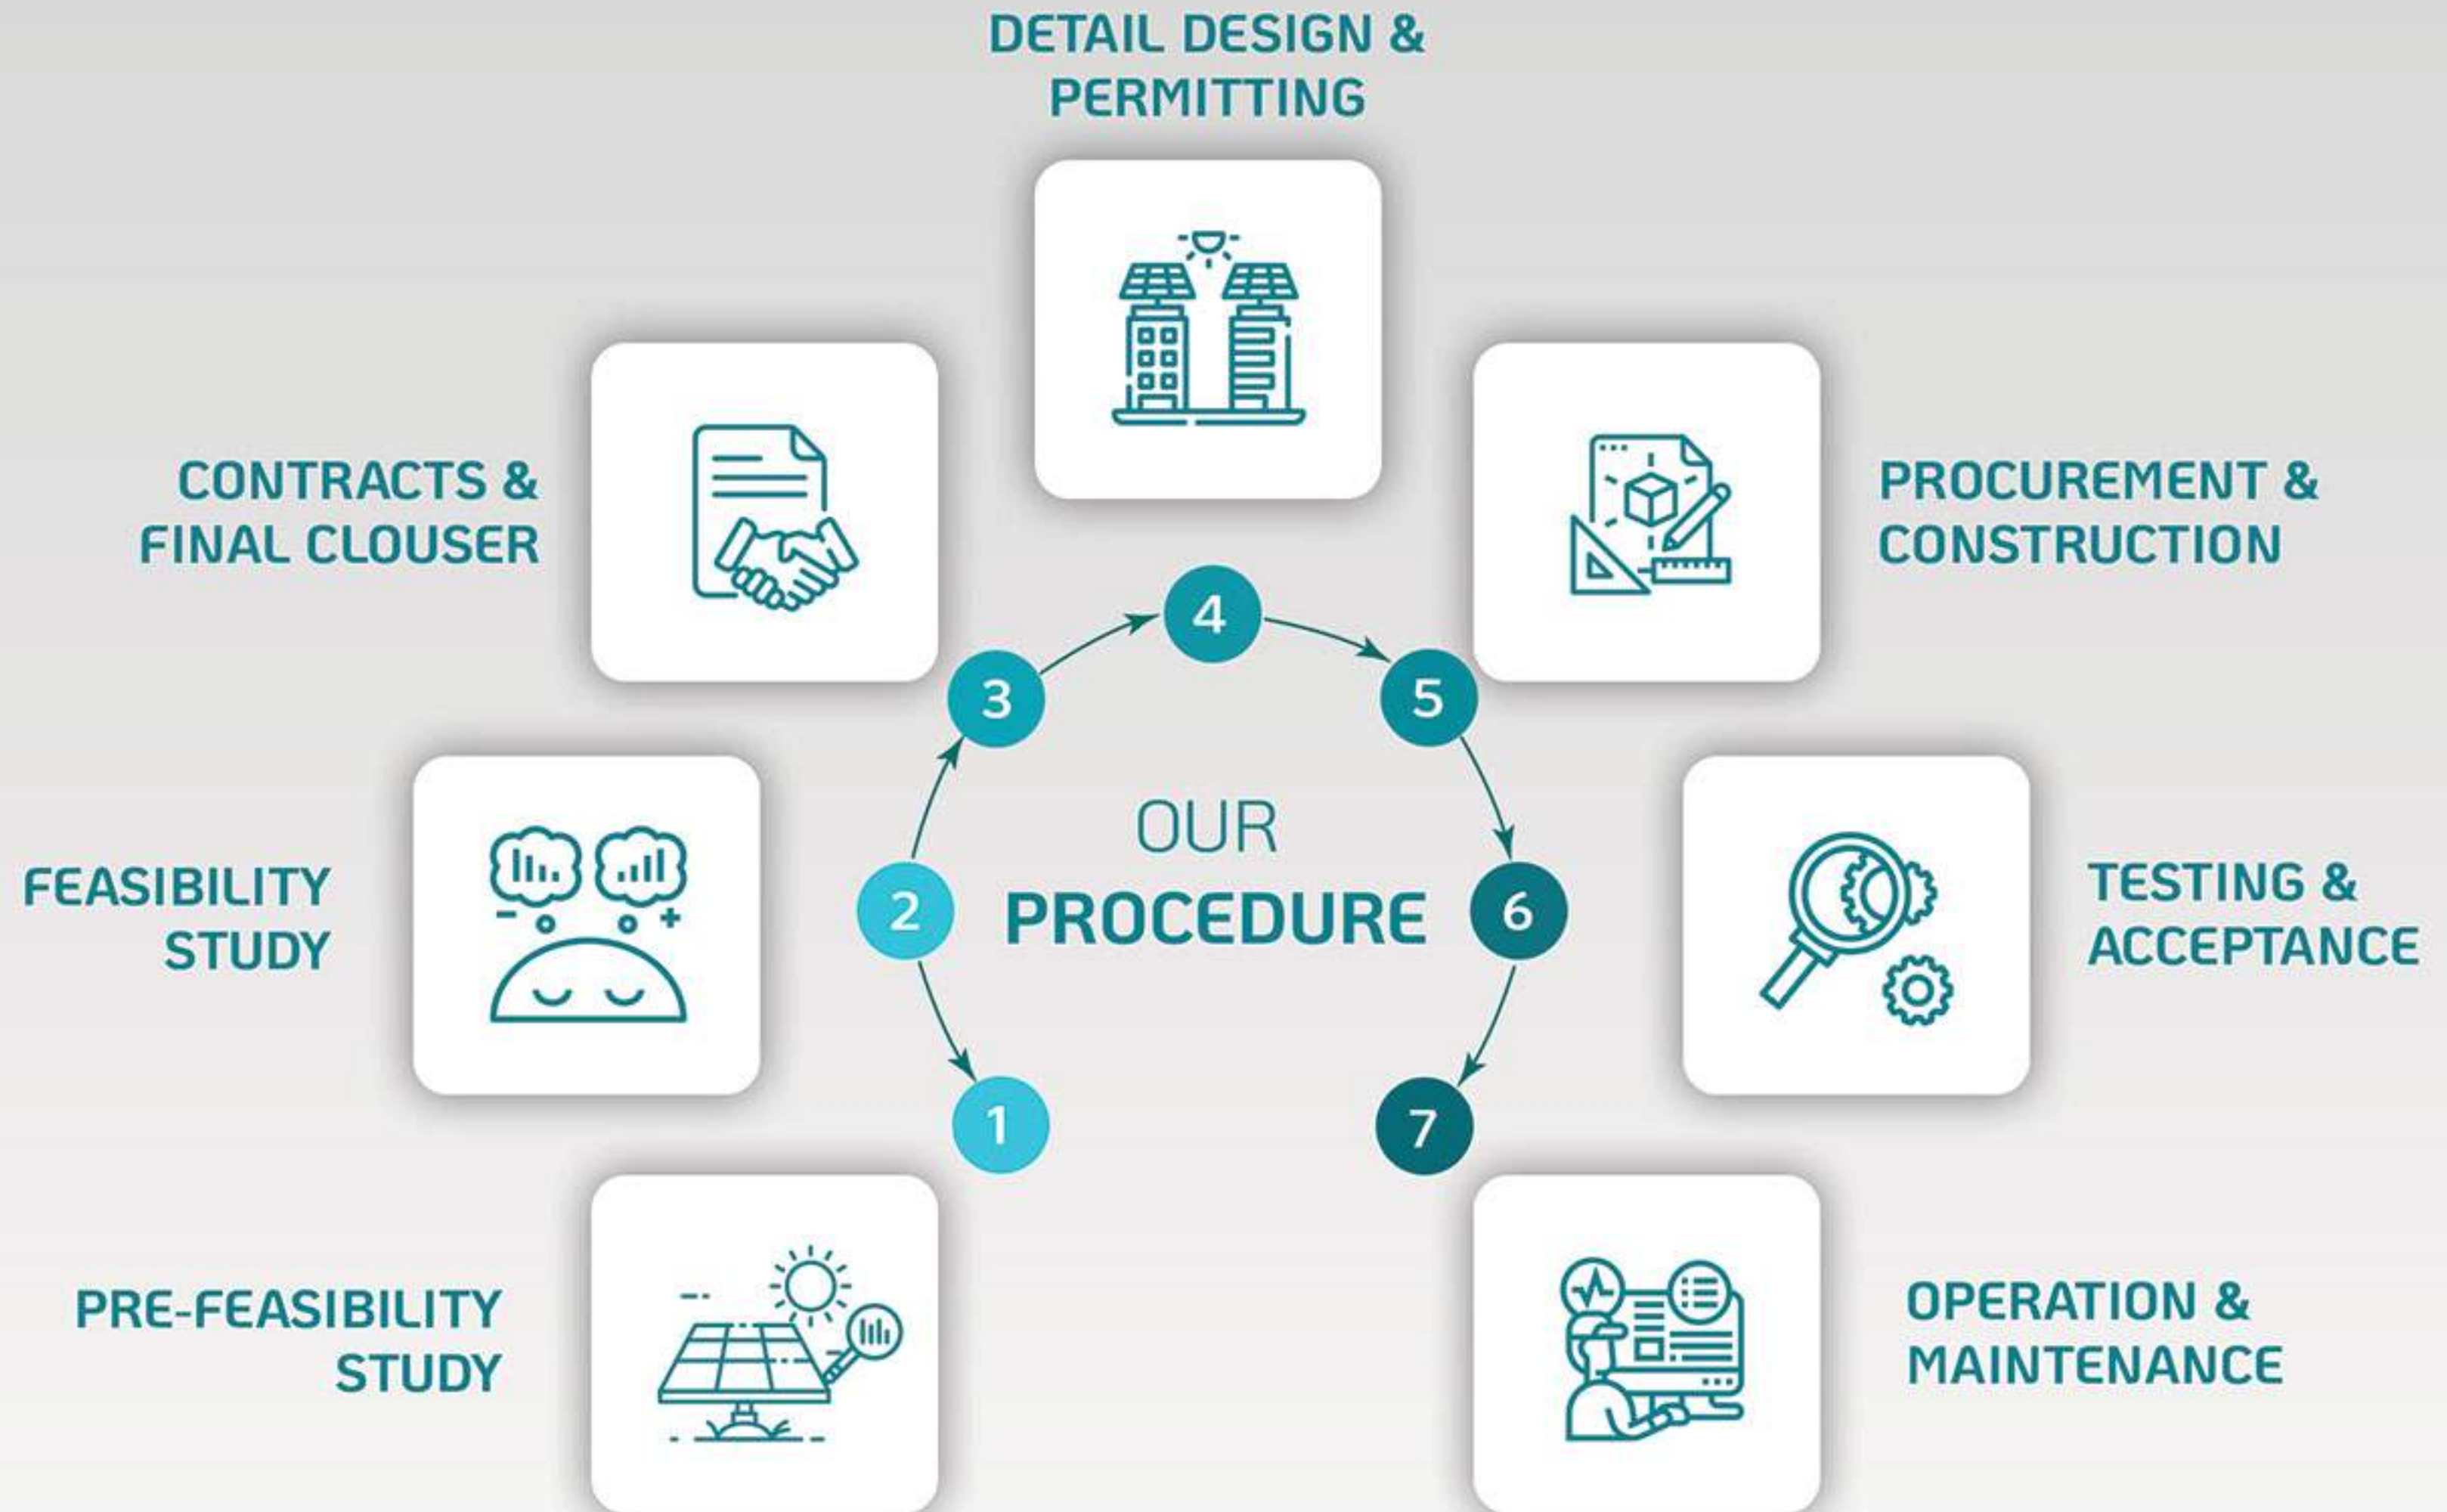 DETAIL DESIGN &
PERMITTING
CONTRACTS &
FINAL CLOUSER
PROCUREMENT &
CONSTRUCTION
4
3
5
OUR
PROCEDURE
FEASIBILITY
STUDY
2
6
TESTING &
ACCEPTANCE
1
7
PRE-FEASIBILITY
STUDY
OPERATION &
MAINTENANCE